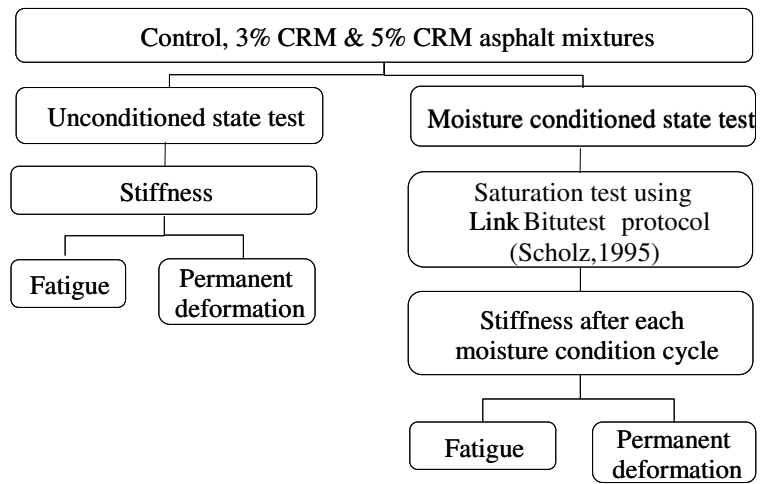 Control, 3% CRM & 5% CRM asphalt mixtures
Unconditioned state test
Stiffness
Fatigue
Permanent
deformation
Moisture conditioned state test
Saturation test using
Link Bitutest protocol
(Scholz,1995)
Stiffness after each
moisture condition cycle
Fatigue
Permanent
deformation